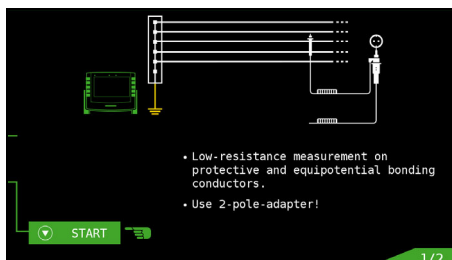 • Low-resistance measurement on
protective and equipotential bonding
conductors.
• Use 2-pole-adapter!
START
1/2